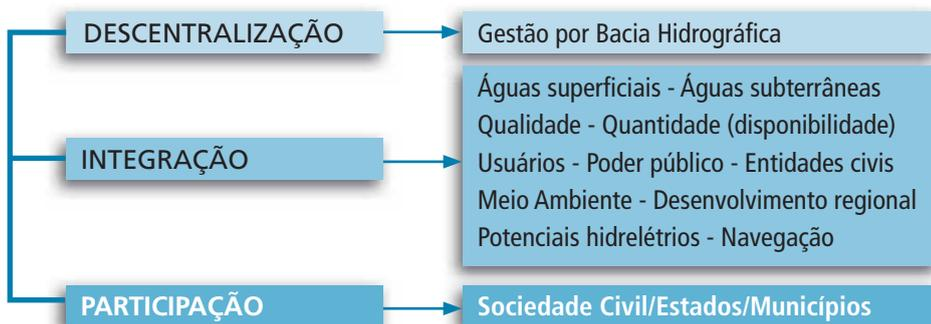 DESCENTRALIZAÇÃO
Gestão por Bacia Hidrográfica
INTEGRAÇÃO
Águas superficiais - Águas subterrâneas
Qualidade - Quantidade (disponibilidade)
Usuários - Poder público - Entidades civis
Meio Ambiente - Desenvolvimento regional
Potenciais hidrelétrios - Navegação
PARTICIPAÇÃO
Sociedade Civil/Estados/Municípios